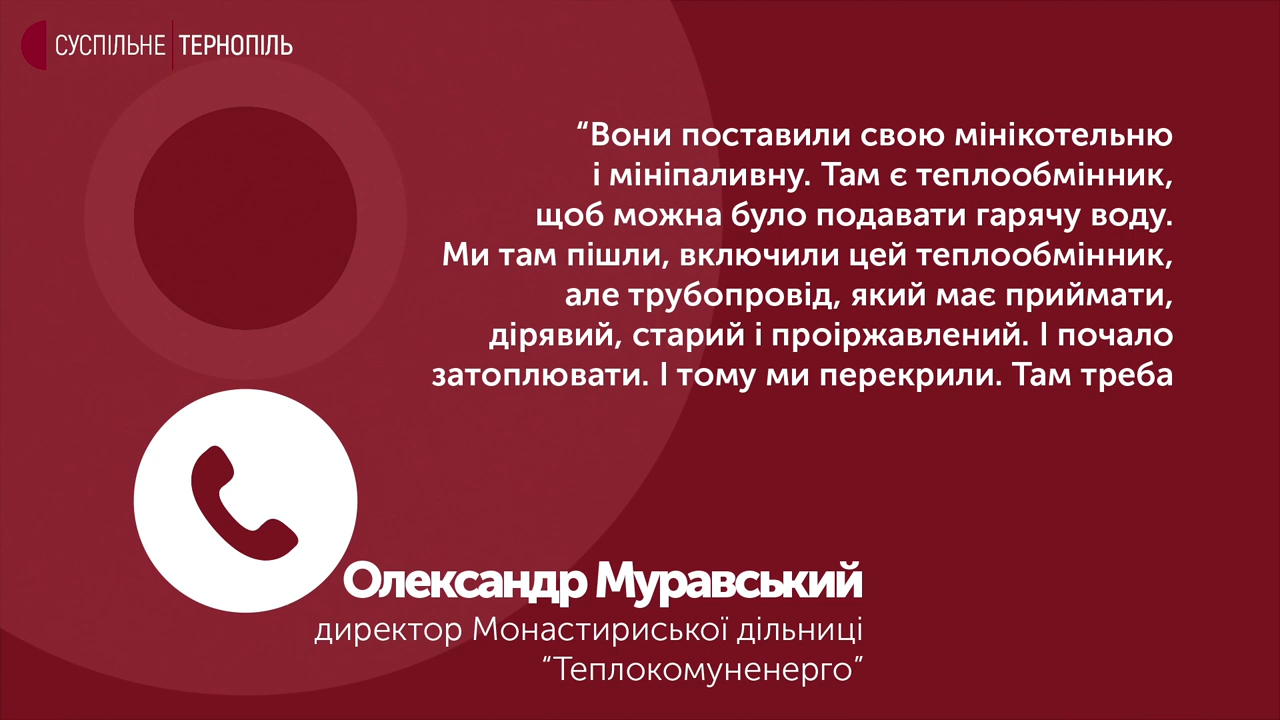 СУСПІЛЬНЕ ТЕРНОПІЛЬ
“Вони поставили свою мінікотельню
і мініпаливну. Там є теплообмінник,
щоб можна було подавати гарячу воду.
Ми там пішли, включили цей теплообмінник,
але трубопровід, який має приймати,
дірявий, старий і проіржавлений. І почало
затоплювати. І тому ми перекрили. Там треба
Олександр Муравський
директор Монастириської дільниці
“Теплокомуненерго”